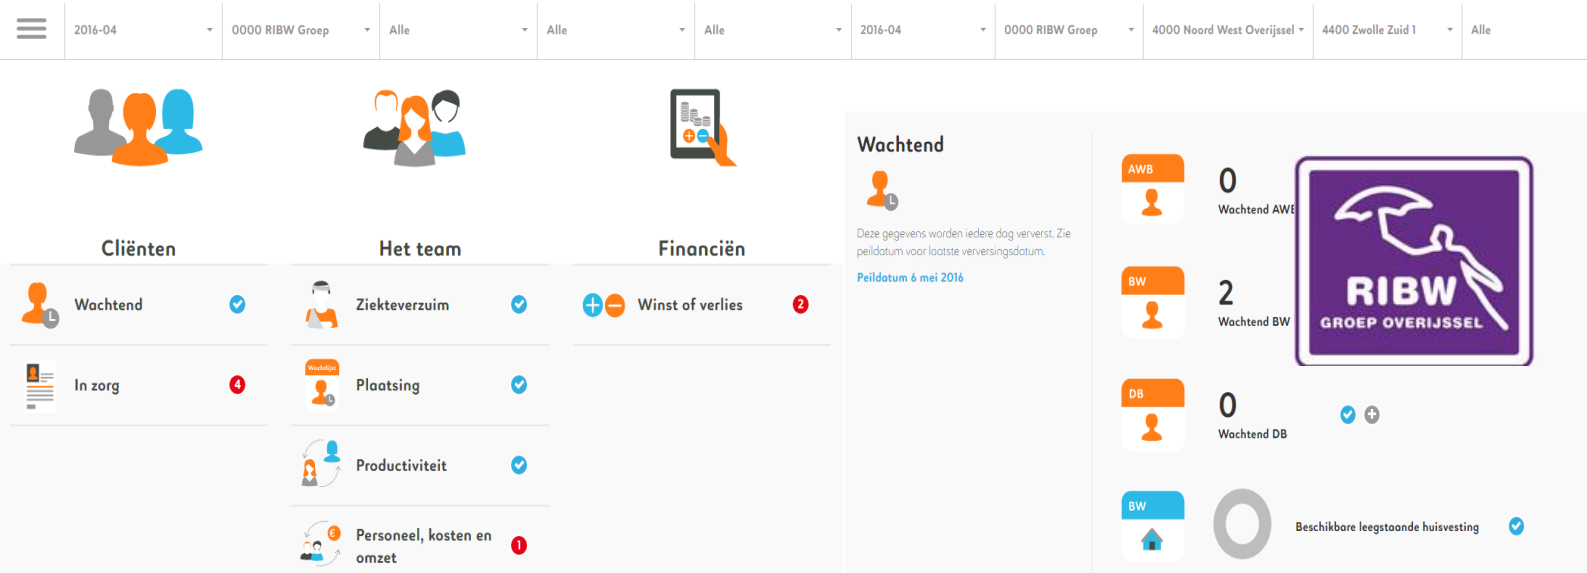 2016-04
0000 RIBW Groep
Alle
Alle
Alle
2016-04
0000 RIBW Groep
4000 Noord West Overijssel
4400 Zwolle Zuid 1
Alle
Cliënten
Wachtend
In zorg
4
Het team
Ziekteverzuim
Wachtlijst
Plaatsing
Productiviteit
€
Personeel, kosten en
omzet
1
Financiën
Winst of verlies
2
Wachtend
Deze gegevens worden iedere dag ververst. Zie
peildatum voor laatste verversingsdatum.
Peildatum 6 mei 2016
AWB
0
Wachtend AWB
BW
2
Wachtend BW
DB
0
Wachtend DB
BW
Beschikbare leegstaande huisvesting
RIBW
GROEP OVERIJSSEL